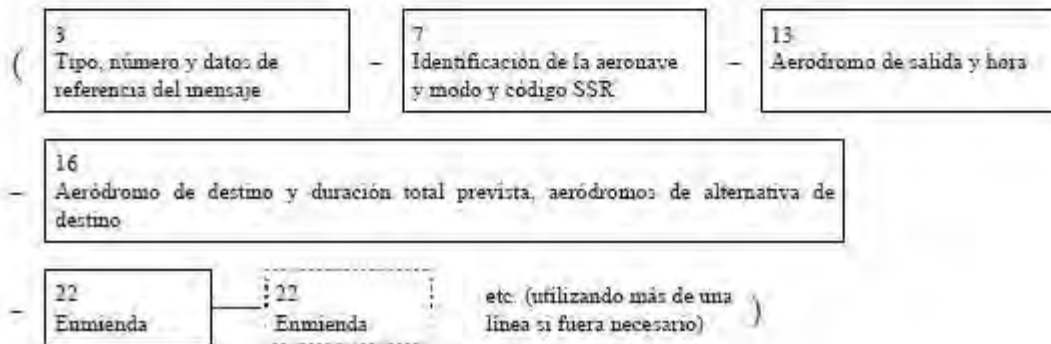 3
7
13
( Tipo, número y datos de referencia del mensaje – Identificación de la aeronave y modo y código SSR – Aeródromo de salida y hora
16
– Aeródromo de destino y duración total prevista, aeródromos de alternativa de
destino
– 22
Enmienda
22
Enmienda
etc. (utilizando más de una
línea si fuera necesario) )